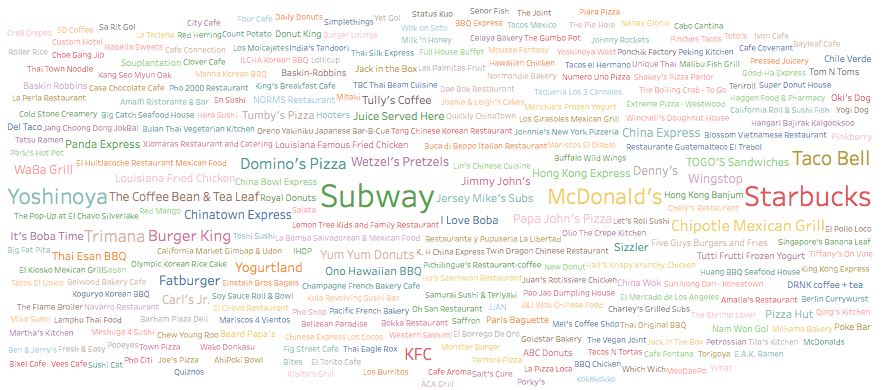 Status Kuo Senor Fish The Joint Piara Pizza
City Cafe Four Cafe Daily Donuts Simplethings Yet Gol BBQ Express Tacos Mexico The Pie Hole Nanay Gloria Cabo Cantina
Cre8 Crepes SD Coffee Sa Rit Gol La Tecleña Red Herring Count Potato Donut King Burger Lounge Wok on Soto Celaya Bakery The Gumbo Pot Johnny Rockets Pinches Tacos Toto's Ivon Cafe
Custom Hotel Isabella Sweets Cafe Connection Los Molcajetes India's Tandoori Milk 'n Honey Mousse Fantasy Yoshinoya West Ponchik Factory Peking Kitchen Cafe Covenant Bayleaf Cafe
Roller Rice Choe Gang Jip Souplantation Clover Cafe ILCHA Korean BBQ Lollicup Thai Silk Express Full House Buffet Hawaiian Chicken Tacos el Hermano Unique Thai Malibu Fish Grill Pressed Juicery Chile Verde
Thai Town Noodle Kang Seo Myun Oak Marina Korean BBQ Baskin-Robbins Jack in the Box Las Palmitas Fruit Normandie Bakery Numero Uno Pizza Shakey's Pizza Parlor Good-Ha Express Tom N Toms
Baskin Robbins Casa Chocolate Cafe Pho 2000 Restaurant King's Breakfast Cafe TBC Thai Beam Cuisine Dae Bok Restaurant Taqueria Los 3 Carnales The Boiling Crab - To Go Teriroll Super Donut House
La Perla Restaurant Amalfi Ristorante & Bar En Sushi NORMS Restaurant Mitaki Tully's Coffee Joanie & Leigh's Cakes Menchie's Frozen Yogurt Extreme Pizza - Westwood Haggen Food & Pharmacy Oki's Dog
Cold Stone Creamery Big Catch Seafood House Hara Sushi Tumby's Pizza Hooters Juice Served Here Quickly ChinaTown Los Girasoles Mexican Grill Winchell's Doughnut House California Roll & Sushi Fish Yogi Dog
Del Taco Jang Choong Dong JokBal Bulan Thai Vegetarian Kitchen Oreno Yakiniku Japanese Bar-B-Cue Tang Chinese Korean Restaurant Johnnie's New York Pizzeria China Express Blossom Vietnamese Restaurant Hangari Bajirak Kalgooksoo
Tatsu Ramen Panda Express Xiomaras Restaurant and Catering Louisiana Famous Fried Chicken Buca di Beppo Italian Restaurant Mariscos El Diablo Restaurante Guatemalteco El Trebol Pinkberry
Park's Hot Pot El Huitlacoche Restaurant Mexican Food Domino's Pizza Wetzel's Pretzels Lin's Chinese Cuisine Buffalo Wild Wings Denny's TOGO'S Sandwiches Taco Bell
WaBa Grill Louisiana Fried Chicken China Bowl Express Jimmy John's Hong Kong Express Wingstop
Yoshinoya The Coffee Bean & Tea Leaf Royal Donuts Subway Jersey Mike's Subs McDonald's Hong Kong Banjum Starbucks
The Pop-Up at El Chavo Silverlake Red Mango Chinatown Express Salata I Love Boba Papa John's Pizza Let's Roll Sushi Chely's Restaurant
It's Boba Time Trimana Burger King Toshi Sushi Lemon Tree Kids and Family Restaurant Olio The Crepe Kitchen Chipotle Mexican Grill El Pollo Loco
Big Fat Pita Thai Esan BBQ California Market Gimbap & Udon IHOP La Bamba Salvadorean & Mexican Food Restaurante y Pupuseria La Libertad Sizzler Five Guys Burgers and Fries Singapore's Banana Leaf
El Kiosko Mexican Grill Soban Olympic Korean Rice Cake Yum Yum Donuts K. H China Express Twin Dragon Chinese Restaurant Tutti Frutti Frozen Yogurt Tiffany's On Vine
Tacos El Unico Belwood Bakery Cafe Fatburger Yogurtland Ono Hawaiian BBQ Pichilingue's Restaurant-coffee New Donut Hali's Krispy Krunchy Chicken Huang BBQ Seafood House King Kong Express
Koguryo Korean BBQ Einstein Bros Bagels Champagne French Bakery Cafe Hu's Szechwan Restaurant Juan's Rotissiere Chicken China Wok Sun Nong Dan - Koreatown DRNK coffee + tea
The Flame Broiler Navarro Restaurant Carl's Jr. Soy Sauce Roll & Bowl Kula Revolving Sushi Bar Samurai Sushi & Teriyaki Pao Jao Dumpling House El Mercado de Los Angeles Amalia's Restaurant Berlin Currywurst
Mika Sushi Lamphu Thai Food Barham Plaza Deli El Chavo Restaurant Pho Shop Pacific French Bakery Oh San Restaurant JJAN J&J Wok Chinese Food Charley's Grilled Subs The Shrimp Lover Pizza Hut Qing's Kitchen
Martha's Kitchen Meshuga 4 Sushi Mariscos 4 Vientos Belizean Paradise Bokka Restaurant Saffron Paris Baguette Mel's Coffee Shop Thai Original BBQ Nam Won Gol Milhama Bakery Poke Bar
Popeyes Chew Young Roo Beard Papa's Chinese Express Los Cocos Western Sashim El Borrego De Oro Goldstar Bakery The Vegan Joint Jack in The Box Petrossian Tila's Kitchen McDonalds
Ben & Jerry's Fresh & Easy Town Pizza Wako Donkasu Fig Street Cafe Thai Eagle Rox KFC Monster Burger ABC Donuts Tacos N Tortas Cafe Fontana Torigoya E.A.K. Ramen
Bixel Cafe Vees Cafe Sushi Cat Pho Citi Joe's Pizza AhiPoki Bowl Bites El Torito Cafe Pamore Pizza La Pizza Loca BBQ Chicken Which Wich MooDaePo Yimat
Quiznos Albita's Grill Los Burritos Cafe Aroma Salt's Cure Porky's Kokekokko
ACA Grill